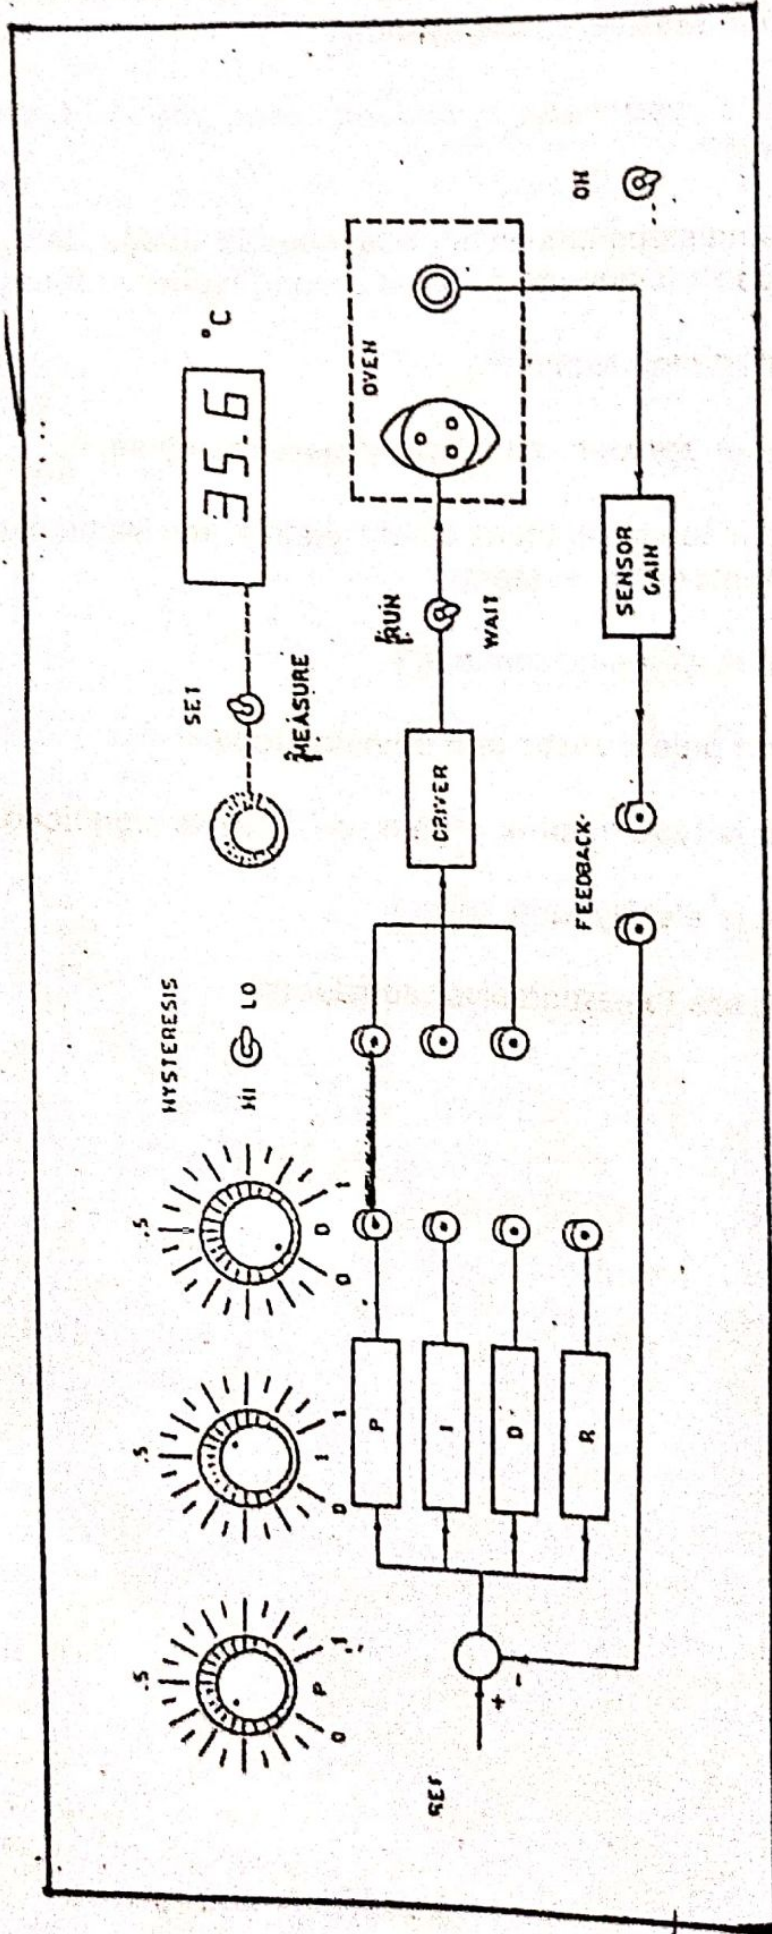 .5
0 P 1
.5
0 I 1
.5
0 D 1
HYSTERESIS
HI LO
SET
MEASURE
35.6 °C
REF
+
-
P
I
D
R
DRIVER
RUN
WAIT
OVEN
FEEDBACK
SENSOR
GAIN